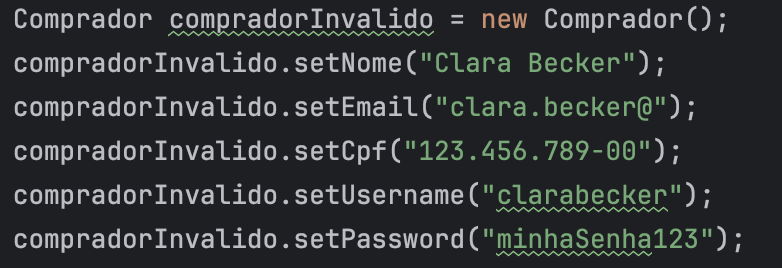 Comprador compradorInvalido = new Comprador();
compradorInvalido.setNome("Clara Becker");
compradorInvalido.setEmail("clara.becker@");
compradorInvalido.setCpf("123.456.789-00");
compradorInvalido.setUsername("clarabecker");
compradorInvalido.setPassword("minhaSenha123");